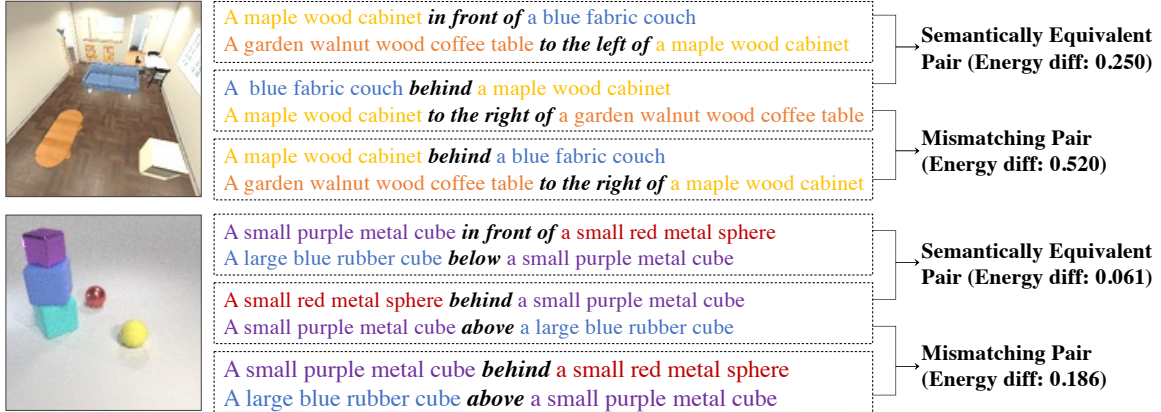 A maple wood cabinet in front of a blue fabric couch
A garden walnut wood coffee table to the left of a maple wood cabinet
Semantically Equivalent
Pair (Energy diff: 0.250)
A blue fabric couch behind a maple wood cabinet
A maple wood cabinet to the right of a garden walnut wood coffee table
Mismatching Pair
(Energy diff: 0.520)
A maple wood cabinet behind a blue fabric couch
A garden walnut wood coffee table to the right of a maple wood cabinet
A small purple metal cube in front of a small red metal sphere
A large blue rubber cube below a small purple metal cube
Semantically Equivalent
Pair (Energy diff: 0.061)
A small red metal sphere behind a small purple metal cube
A small purple metal cube above a large blue rubber cube
Mismatching Pair
(Energy diff: 0.186)
A small purple metal cube behind a small red metal sphere
A large blue rubber cube above a small purple metal cube